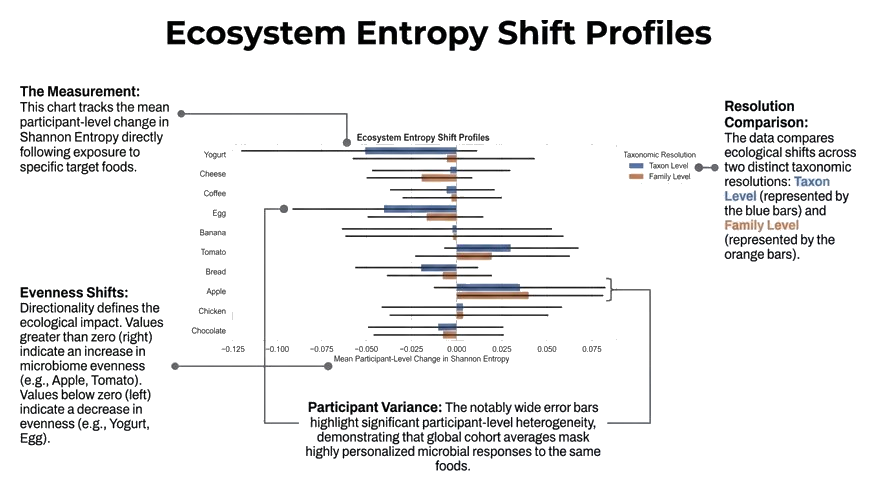 Ecosystem Entropy Shift Profiles
The Measurement:
This chart tracks the mean
participant-level change in
Shannon Entropy directly
following exposure to
specific target foods.
Evenness Shifts:
Directionality defines the
ecological impact. Values
greater than zero (right)
indicate an increase in
microbiome evenness
(e.g., Apple, Tomato).
Values below zero (left)
indicate a decrease in
evenness (e.g., Yogurt,
Egg).
Ecosystem Entropy Shift Profiles
Yogurt
Cheese
Coffee
Egg
Banana
Tomato
Bread
Apple
Chicken
Chocolate
−0.125 −0.100 −0.075 −0.050 −0.025 0.000 0.025 0.050 0.075
Mean Participant-Level Change in Shannon Entropy
Taxonomic Resolution
Taxon Level
Family Level
Resolution
Comparison:
The data compares
ecological shifts across
two distinct taxonomic
resolutions: Taxon
Level (represented by
the blue bars) and
Family Level
(represented by the
orange bars).
Participant Variance: The notably wide error bars
highlight significant participant-level heterogeneity,
demonstrating that global cohort averages mask
highly personalized microbial responses to the same
foods.